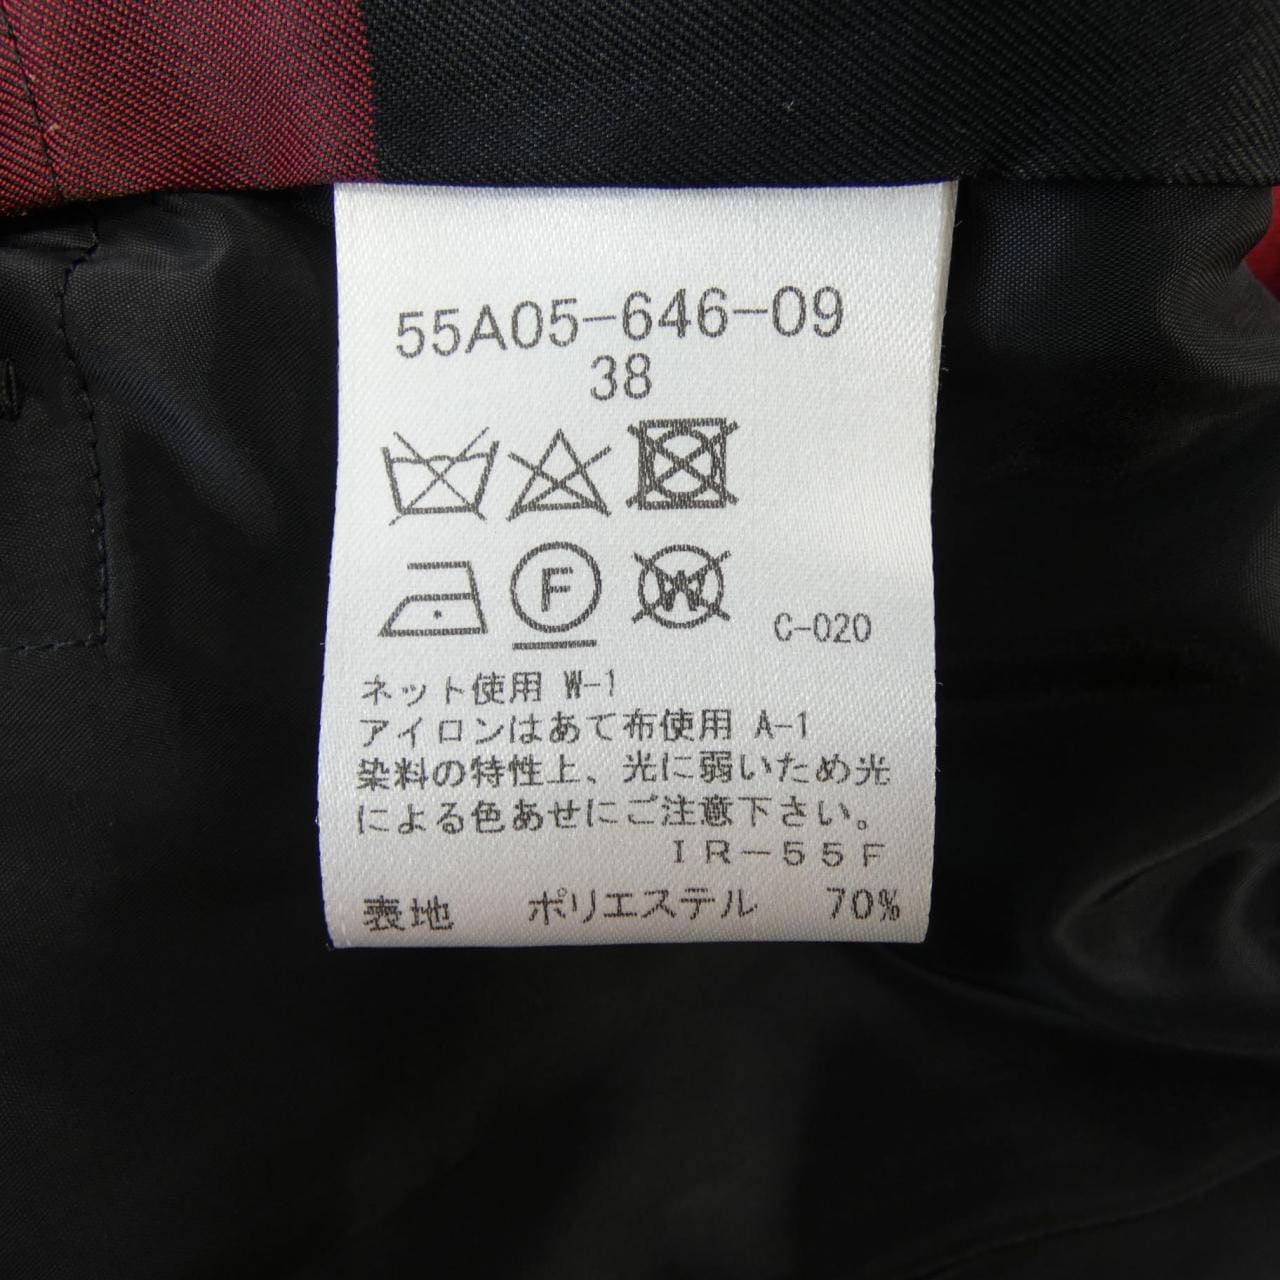 55A05-646-09
38
F W
C-020
ネット使用 W-1
アイロンはあて布使用 A-1
染料の特性上、光に弱いため光
による色あせにご注意下さい。
IR-55F
表地 ポリエステル 70%